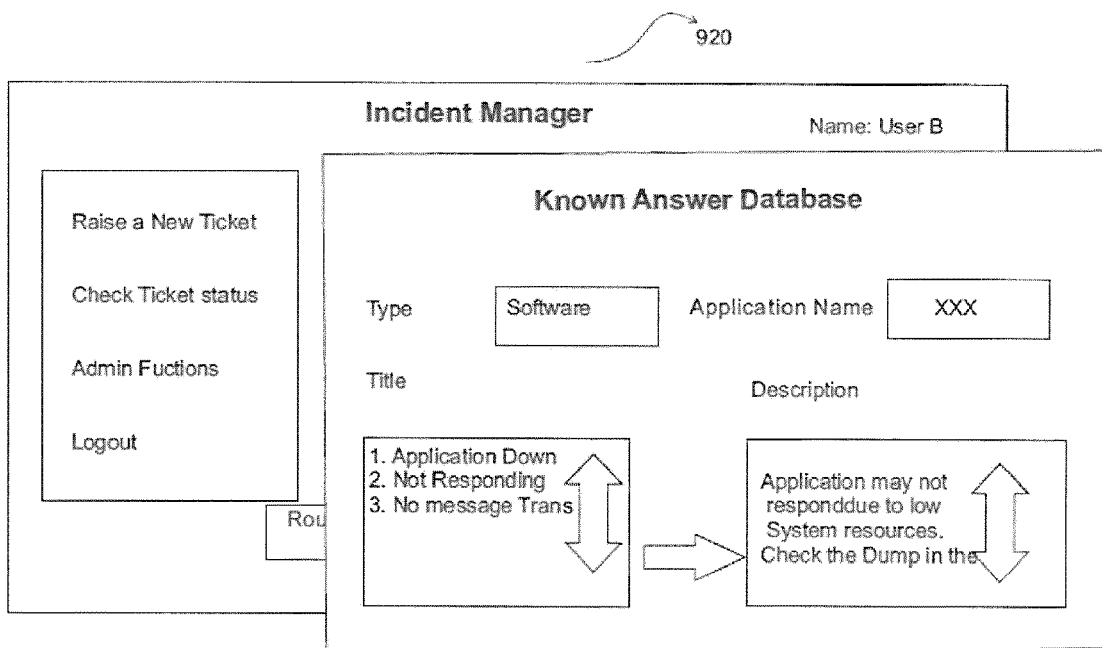 920
Incident Manager
Name: User B
Raise a New Ticket
Check Ticket status
Admin Fuctions
Logout
Rou
Known Answer Database
Type
Software
Application Name
XXX
Title
Description
1. Application Down
2. Not Responding
3. No message Trans
Application may not
responddue to low
System resources.
Check the Dump in the